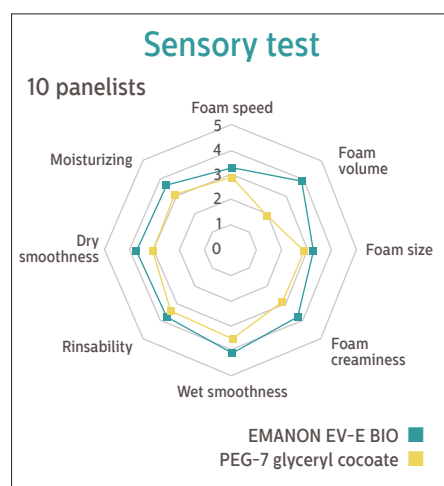 Sensory test
10 panelists
Foam speed
5
4
3
2
1
0
Foam
volume
Foam size
Foam
creaminess
Wet smoothness
Rinsability
Dry
smoothness
Moisturizing
EMANON EV-E BIO
PEG-7 glyceryl cocoate